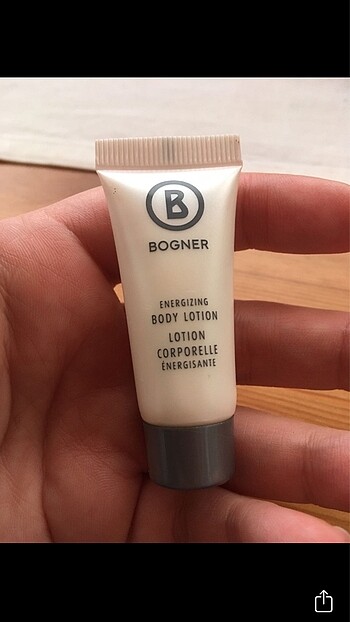 B
BOGNER
ENERGIZING
BODY LOTION
LOTION
CORPORELLE
ÉNERGISANTE